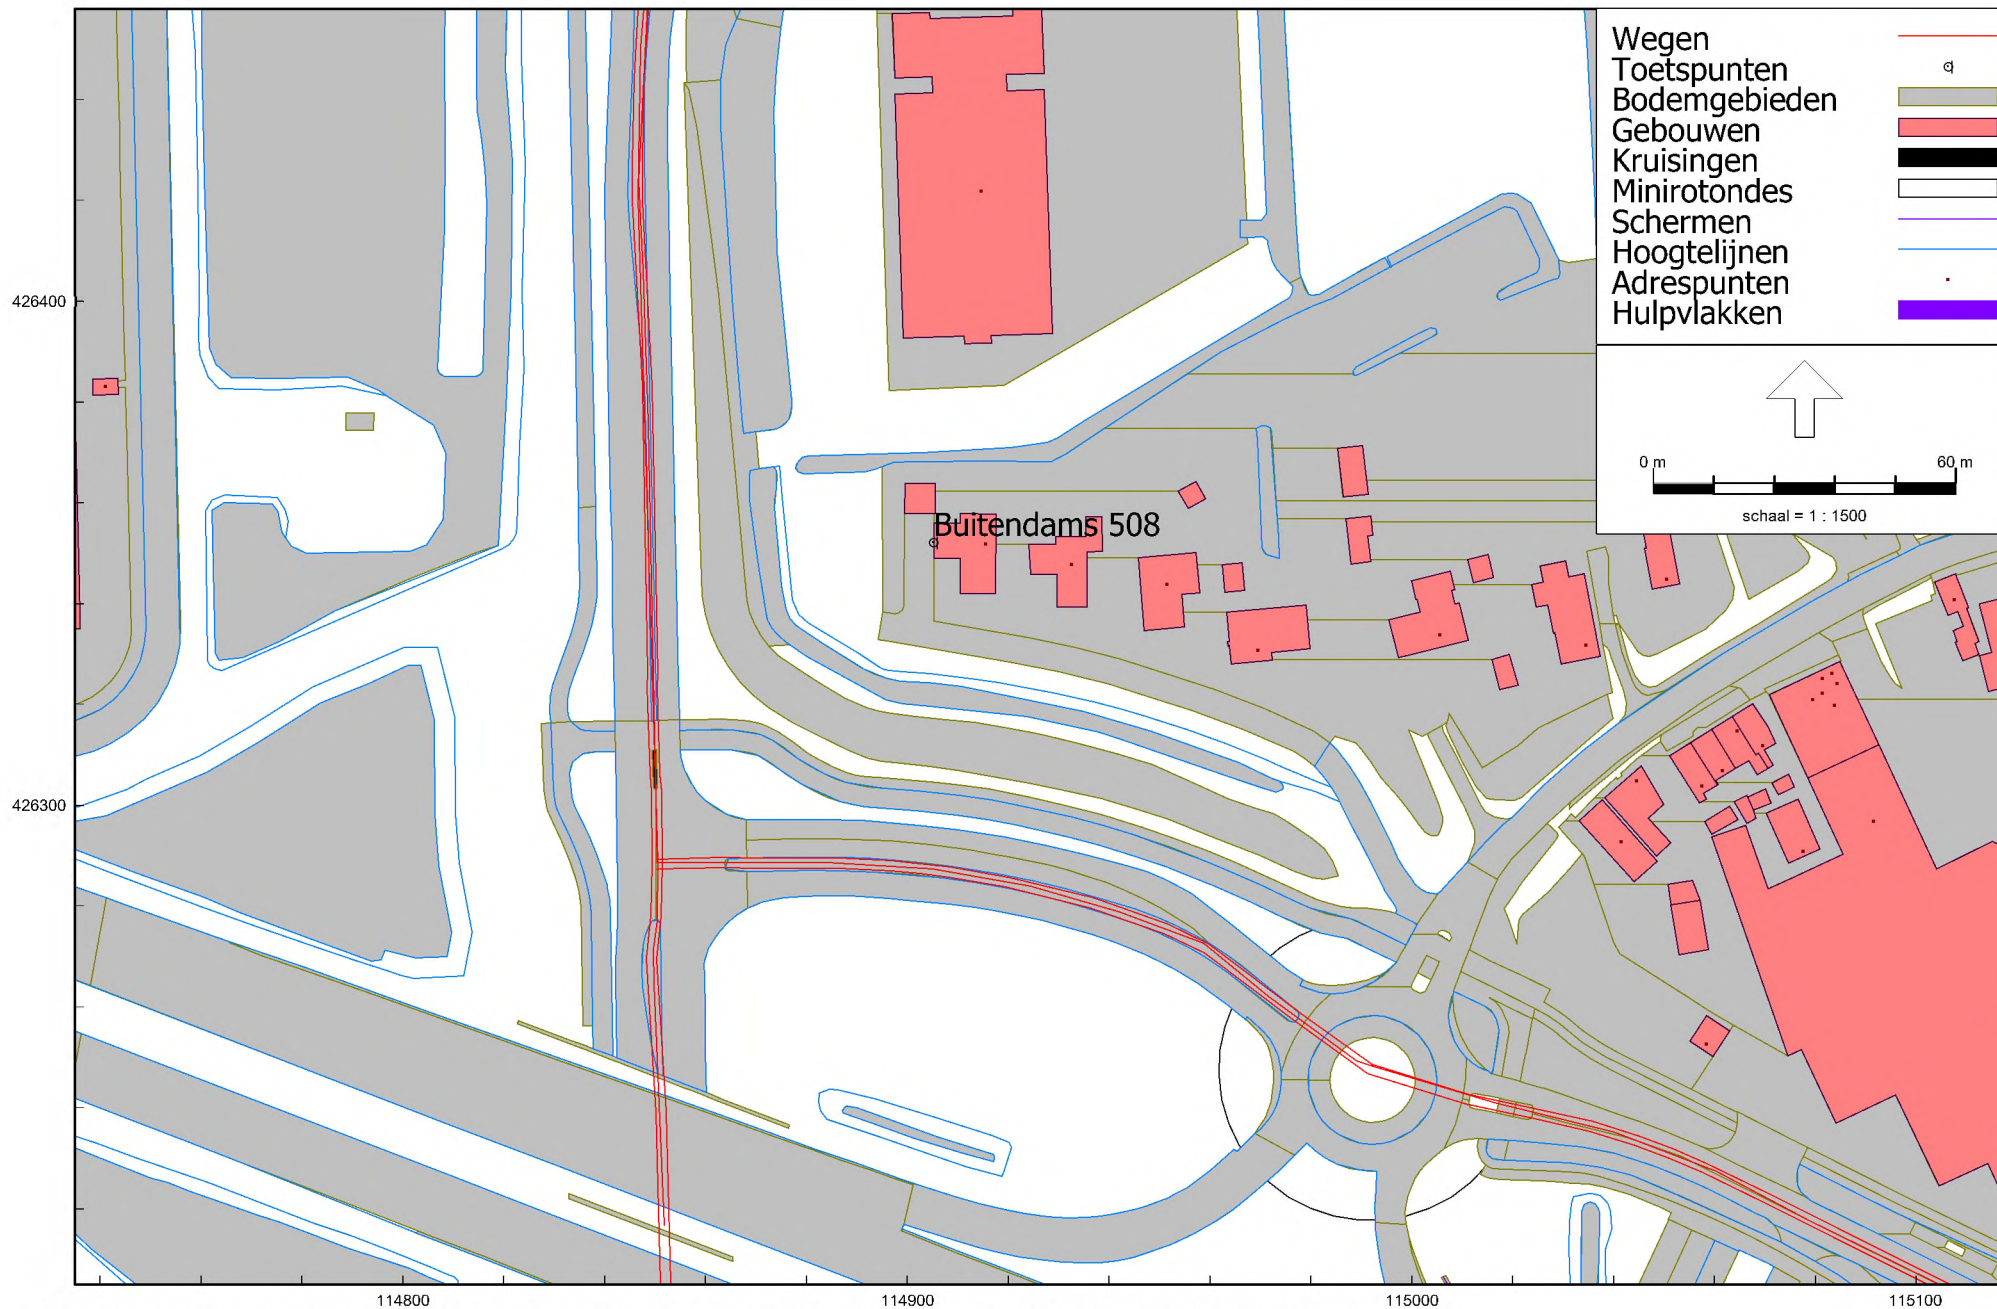 Wegen
Toetspunten
Bodemgebieden
Gebouwen
Kruisingen
Minirotondes
Schermen
Hoogtelijnen
Adrespunten
Hulpvlakken
0 m 60 m
schaal = 1 : 1500
426400
Buitendams 508
426300
114800 114900 115000 115100